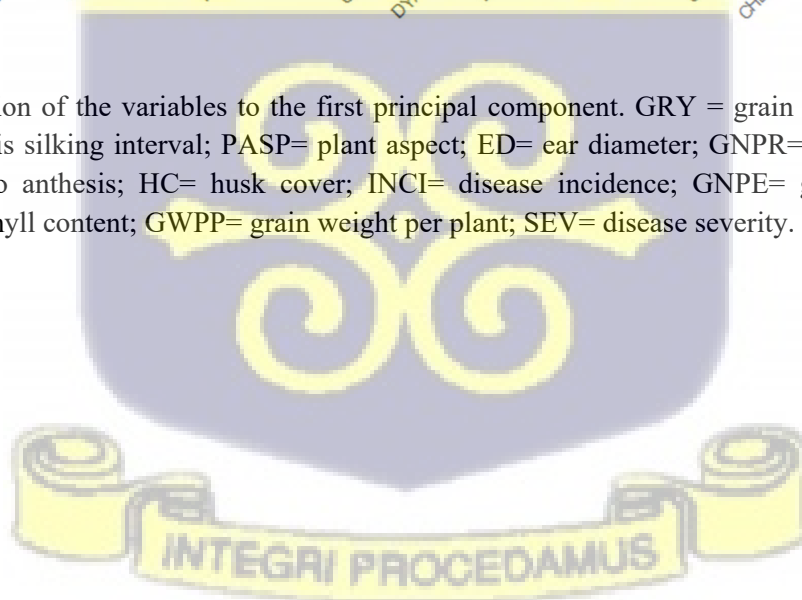 ion of the variables to the first principal component. GRY = grain
is silking interval; PASP= plant aspect; ED= ear diameter; GNPR=
o anthesis; HC= husk cover; INCI= disease incidence; GNPE=
yll content; GWPP= grain weight per plant; SEV= disease severity.
INTEGRI PROCEDAMUS